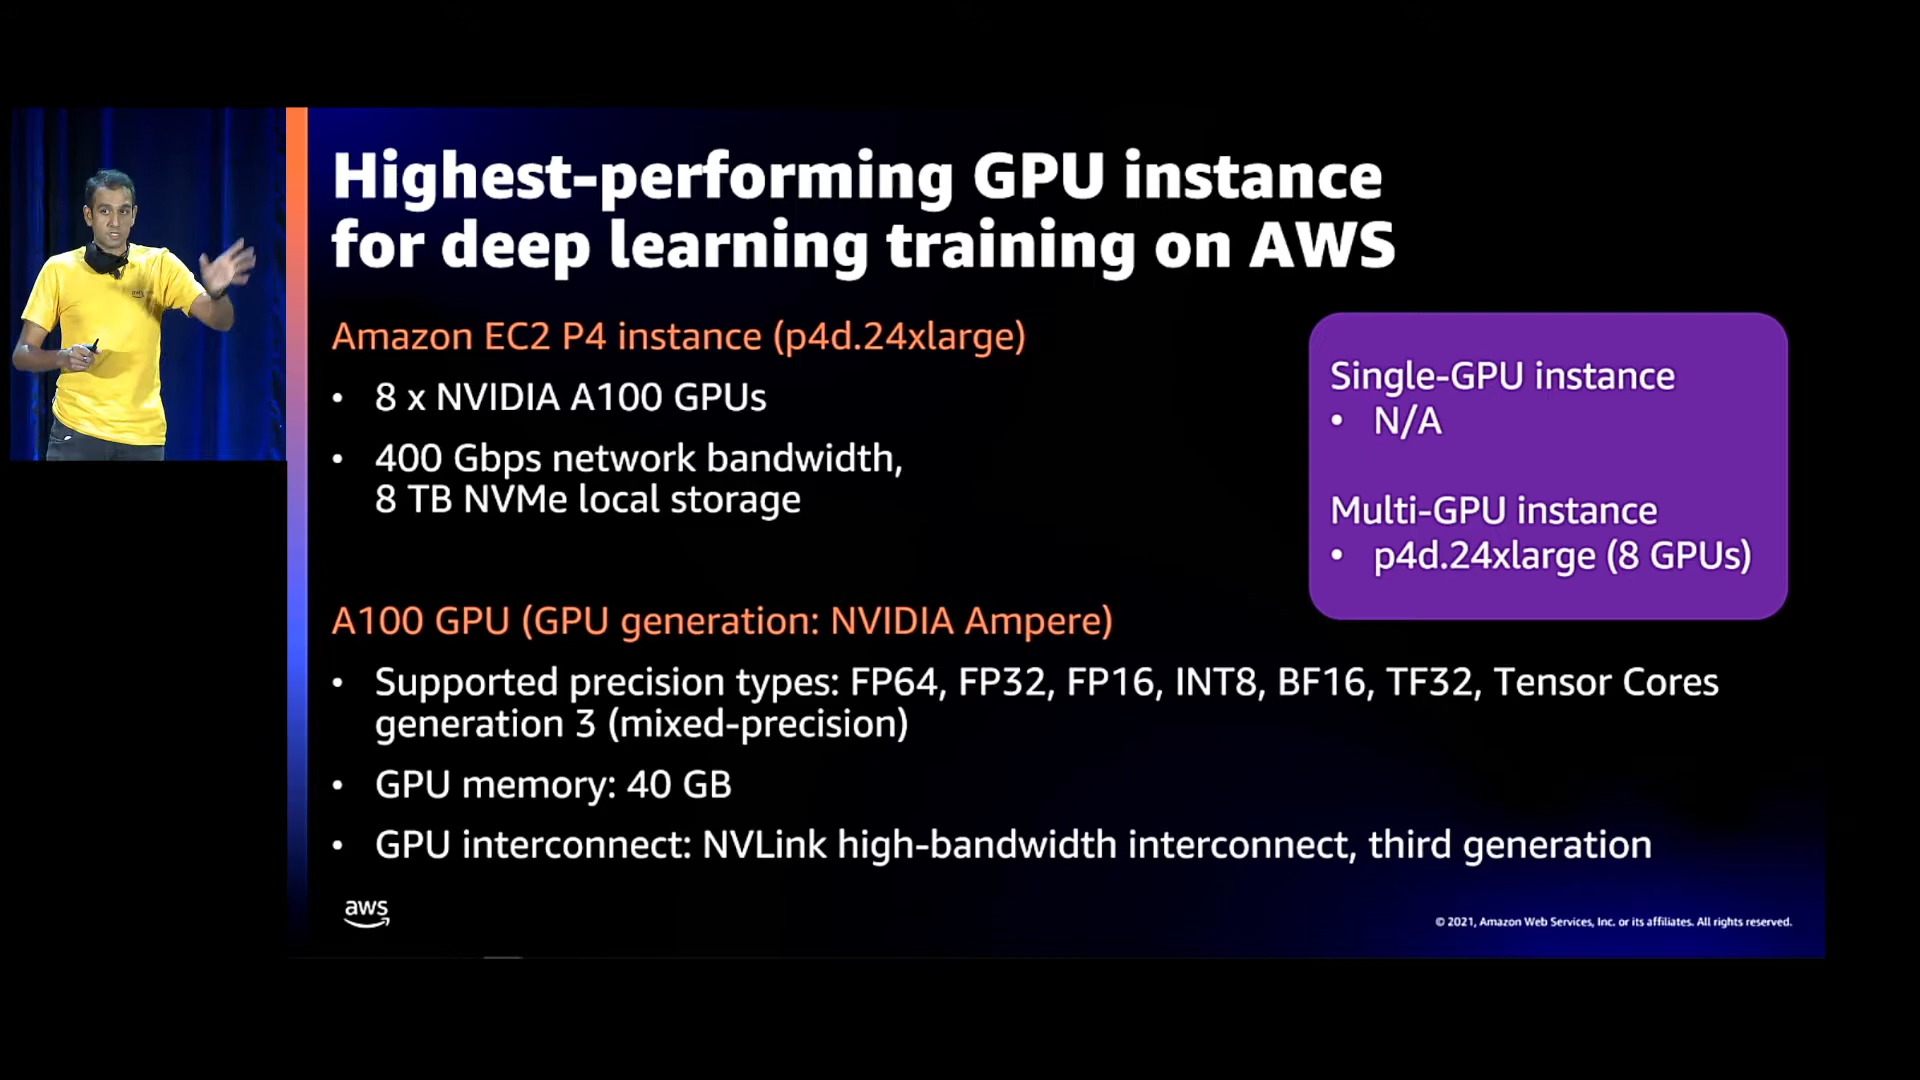 Highest-performing GPU instance
for deep learning training on AWS
Amazon EC2 P4 instance (p4d.24xlarge)
• 8 x NVIDIA A100 GPUs
• 400 Gbps network bandwidth,
8 TB NVMe local storage
Single-GPU instance
• N/A
Multi-GPU instance
• p4d.24xlarge (8 GPUs)
A100 GPU (GPU generation: NVIDIA Ampere)
• Supported precision types: FP64, FP32, FP16, INT8, BF16, TF32, Tensor Cores
generation 3 (mixed-precision)
• GPU memory: 40 GB
• GPU interconnect: NVLink high-bandwidth interconnect, third generation
aws
© 2021, Amazon Web Services, Inc. or its affiliates. All rights reserved.
aws